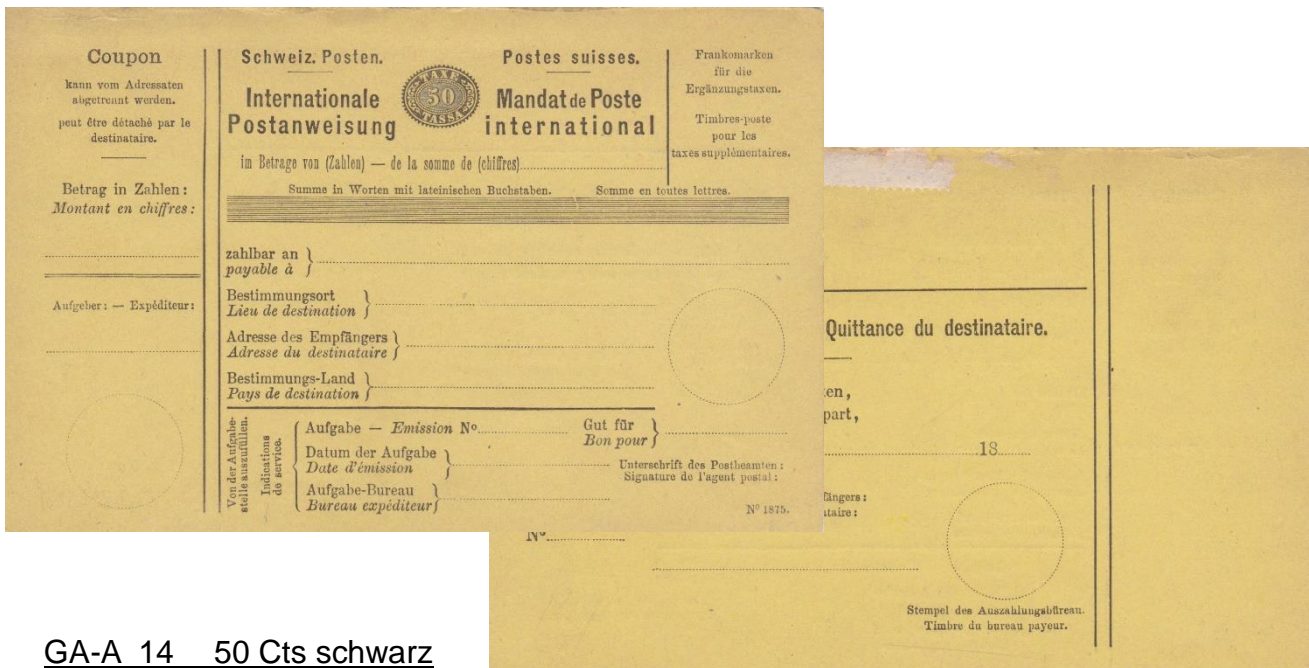 Coupon
kann vom Adressaten
abgetrennt werden.
peut être détaché par le
destinataire.
Betrag in Zahlen:
Montant en chiffres:
Aufgeber: — Expéditeur:
Schweiz. Posten.
Postes suisses.
Internationale
Postanweisung
TAXE
50
TASSA
Mandat de Poste
international
Frankomarken
für die
Ergänzungstaxen.
Timbres-poste
pour les
taxes supplémentaires.
im Betrage von (Zahlen) — de la somme de (chiffres)
Summe in Worten mit lateinischen Buchstaben. Somme en toutes lettres.
zahlbar an
payable à
Bestimmungsort
Lieu de destination
Adresse des Empfängers
Adresse du destinataire
Bestimmungs-Land
Pays de destination
Von der Aufgabe-
stelle auszufüllen.
Indications
de service.
Aufgabe — Emission No.
Gut für
Bon pour
Datum der Aufgabe
Date d'émission
Unterschrift des Postbeamten:
Signature de l'agent postal:
Aufgabe-Bureau
Bureau expéditeur
No 1875.
Quittance du destinataire.
en,
part,
18
fängers:
ataire:
No.
Stempel des Auszahlungsbüreau.
Timbre du bureau payeur.
GA-A 14 50 Cts schwarz